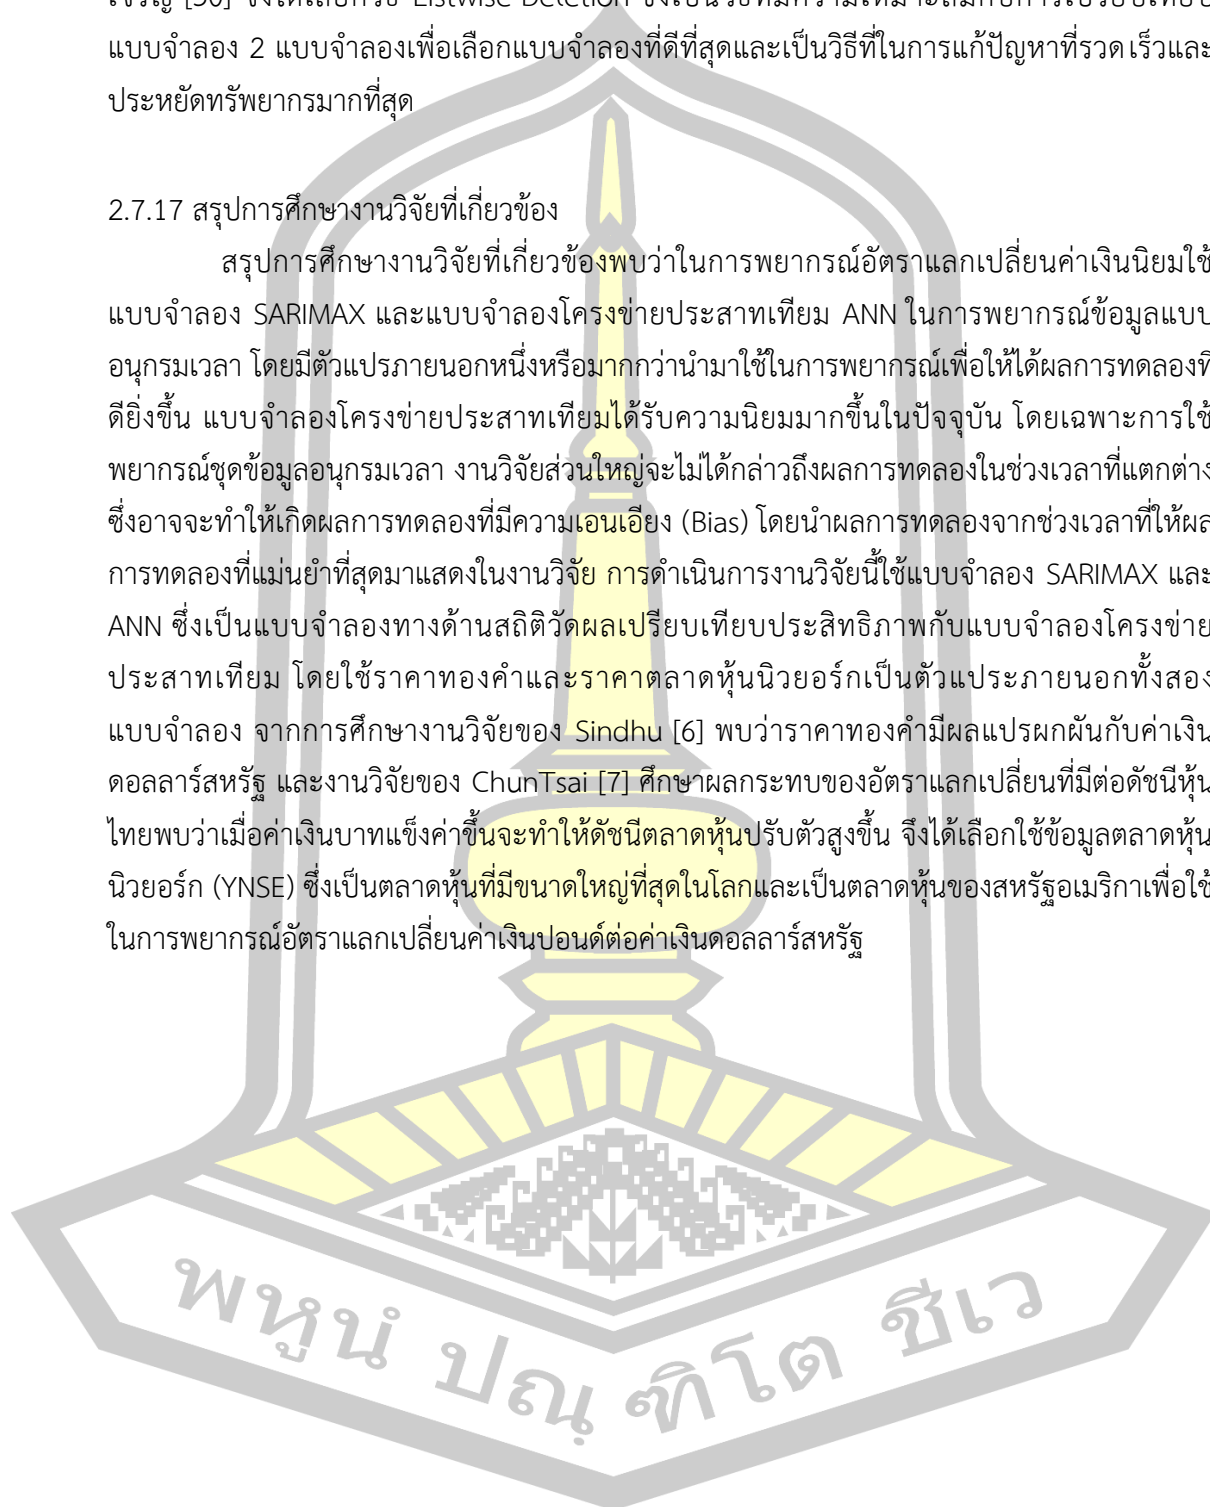 แบบจำลอง 2 แบบจำลองเพื่อเลือกแบบจำลองที่ดีที่สุดและเป็นวิธีที่ในการแก้ปัญหาที่รวดเร็วและ
ประหยัดทรัพยากรมากที่สุด
2.7.17 สรุปการศึกษางานวิจัยที่เกี่ยวข้อง
สรุปการศึกษางานวิจัยที่เกี่ยวข้องพบว่าในการพยากรณ์อัตราแลกเปลี่ยนค่าเงินนิยมใช้
แบบจำลอง SARIMAX และแบบจำลองโครงข่ายประสาทเทียม ANN ในการพยากรณ์ข้อมูลแบบ
อนุกรมเวลา โดยมีตัวแปรภายนอกหนึ่งหรือมากกว่านำมาใช้ในการพยากรณ์เพื่อให้ได้ผลการทดลองที่
ดียิ่งขึ้น แบบจำลองโครงข่ายประสาทเทียมได้รับความนิยมมากขึ้นในปัจจุบัน โดยเฉพาะการใช้
พยากรณ์ชุดข้อมูลอนุกรมเวลา งานวิจัยส่วนใหญ่จะไม่ได้กล่าวถึงผลการทดลองในช่วงเวลาที่แตกต่าง
ซึ่งอาจจะทำให้เกิดผลการทดลองที่มีความเอนเอียง (Bias) โดยนำผลการทดลองจากช่วงเวลาที่ให้ผล
การทดลองที่แม่นยำที่สุดมาแสดงในงานวิจัย การดำเนินการงานวิจัยนี้ใช้แบบจำลอง SARIMAX และ
ANN ซึ่งเป็นแบบจำลองทางด้านสถิติวัดผลเปรียบเทียบประสิทธิภาพกับแบบจำลองโครงข่าย
ประสาทเทียม โดยใช้ราคาทองคำและราคาตลาดหุ้นนิวยอร์กเป็นตัวแประภายนอกทั้งสอง
แบบจำลอง จากการศึกษางานวิจัยของ Sindhu [6] พบว่าราคาทองคำมีผลแปรผกผันกับค่าเงิน
ดอลลาร์สหรัฐ และงานวิจัยของ ChunTsai [7] ศึกษาผลกระทบของอัตราแลกเปลี่ยนที่มีต่อดัชนีหุ้น
ไทยพบว่าเมื่อค่าเงินบาทแข็งค่าขึ้นจะทำให้ดัชนีตลาดหุ้นปรับตัวสูงขึ้น จึงได้เลือกใช้ข้อมูลตลาดหุ้น
นิวยอร์ก (YNSE) ซึ่งเป็นตลาดหุ้นที่มีขนาดใหญ่ที่สุดในโลกและเป็นตลาดหุ้นของสหรัฐอเมริกาเพื่อใช้
ในการพยากรณ์อัตราแลกเปลี่ยนค่าเงินปอนด์ต่อค่าเงินดอลลาร์สหรัฐ
พหูนํ ปณฺฑิโต ชีเว